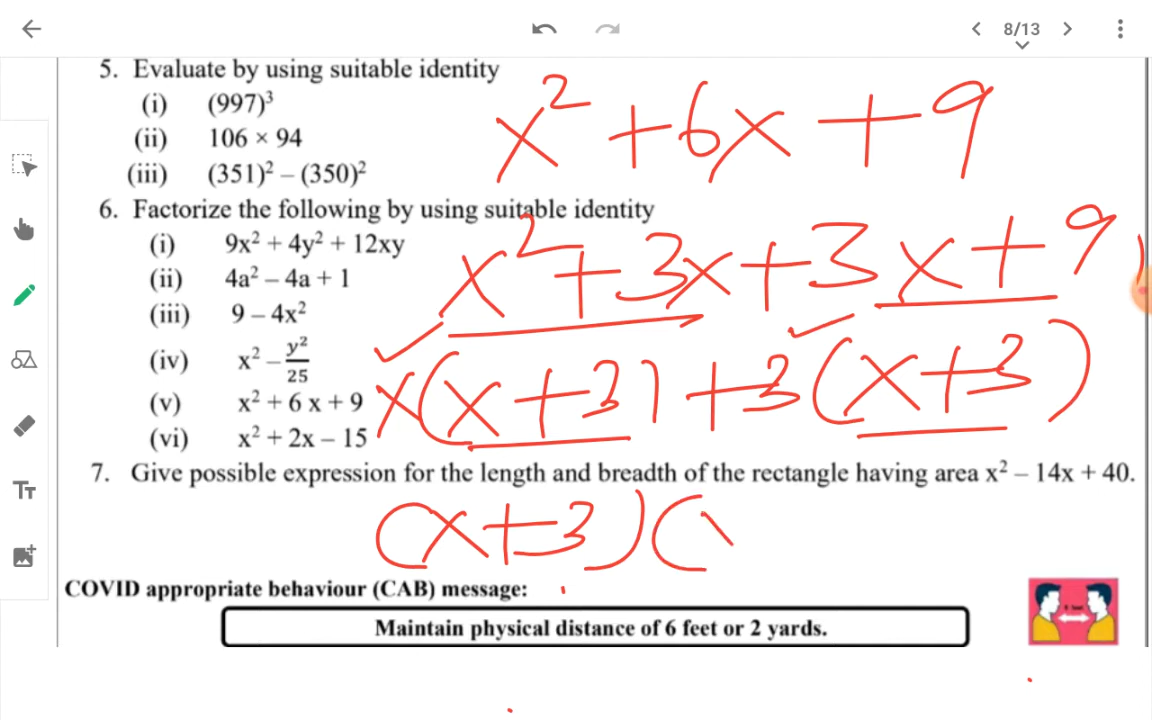 8/13
5. Evaluate by using suitable identity
(i) (997)³
(ii) 106 × 94
(iii) (351)² – (350)²
x² + 6x + 9
6. Factorize the following by using suitable identity
(i) 9x² + 4y² + 12xy
(ii) 4a² – 4a + 1
(iii) 9 – 4x²
x² + 3x + 3x + 9
(iv) x² – y²/25
(v) x² + 6 x + 9
(vi) x² + 2x – 15
x(x+3) + 3(x+3)
7. Give possible expression for the length and breadth of the rectangle having area x² – 14x + 40.
(x+3)(
COVID appropriate behaviour (CAB) message:
Maintain physical distance of 6 feet or 2 yards.